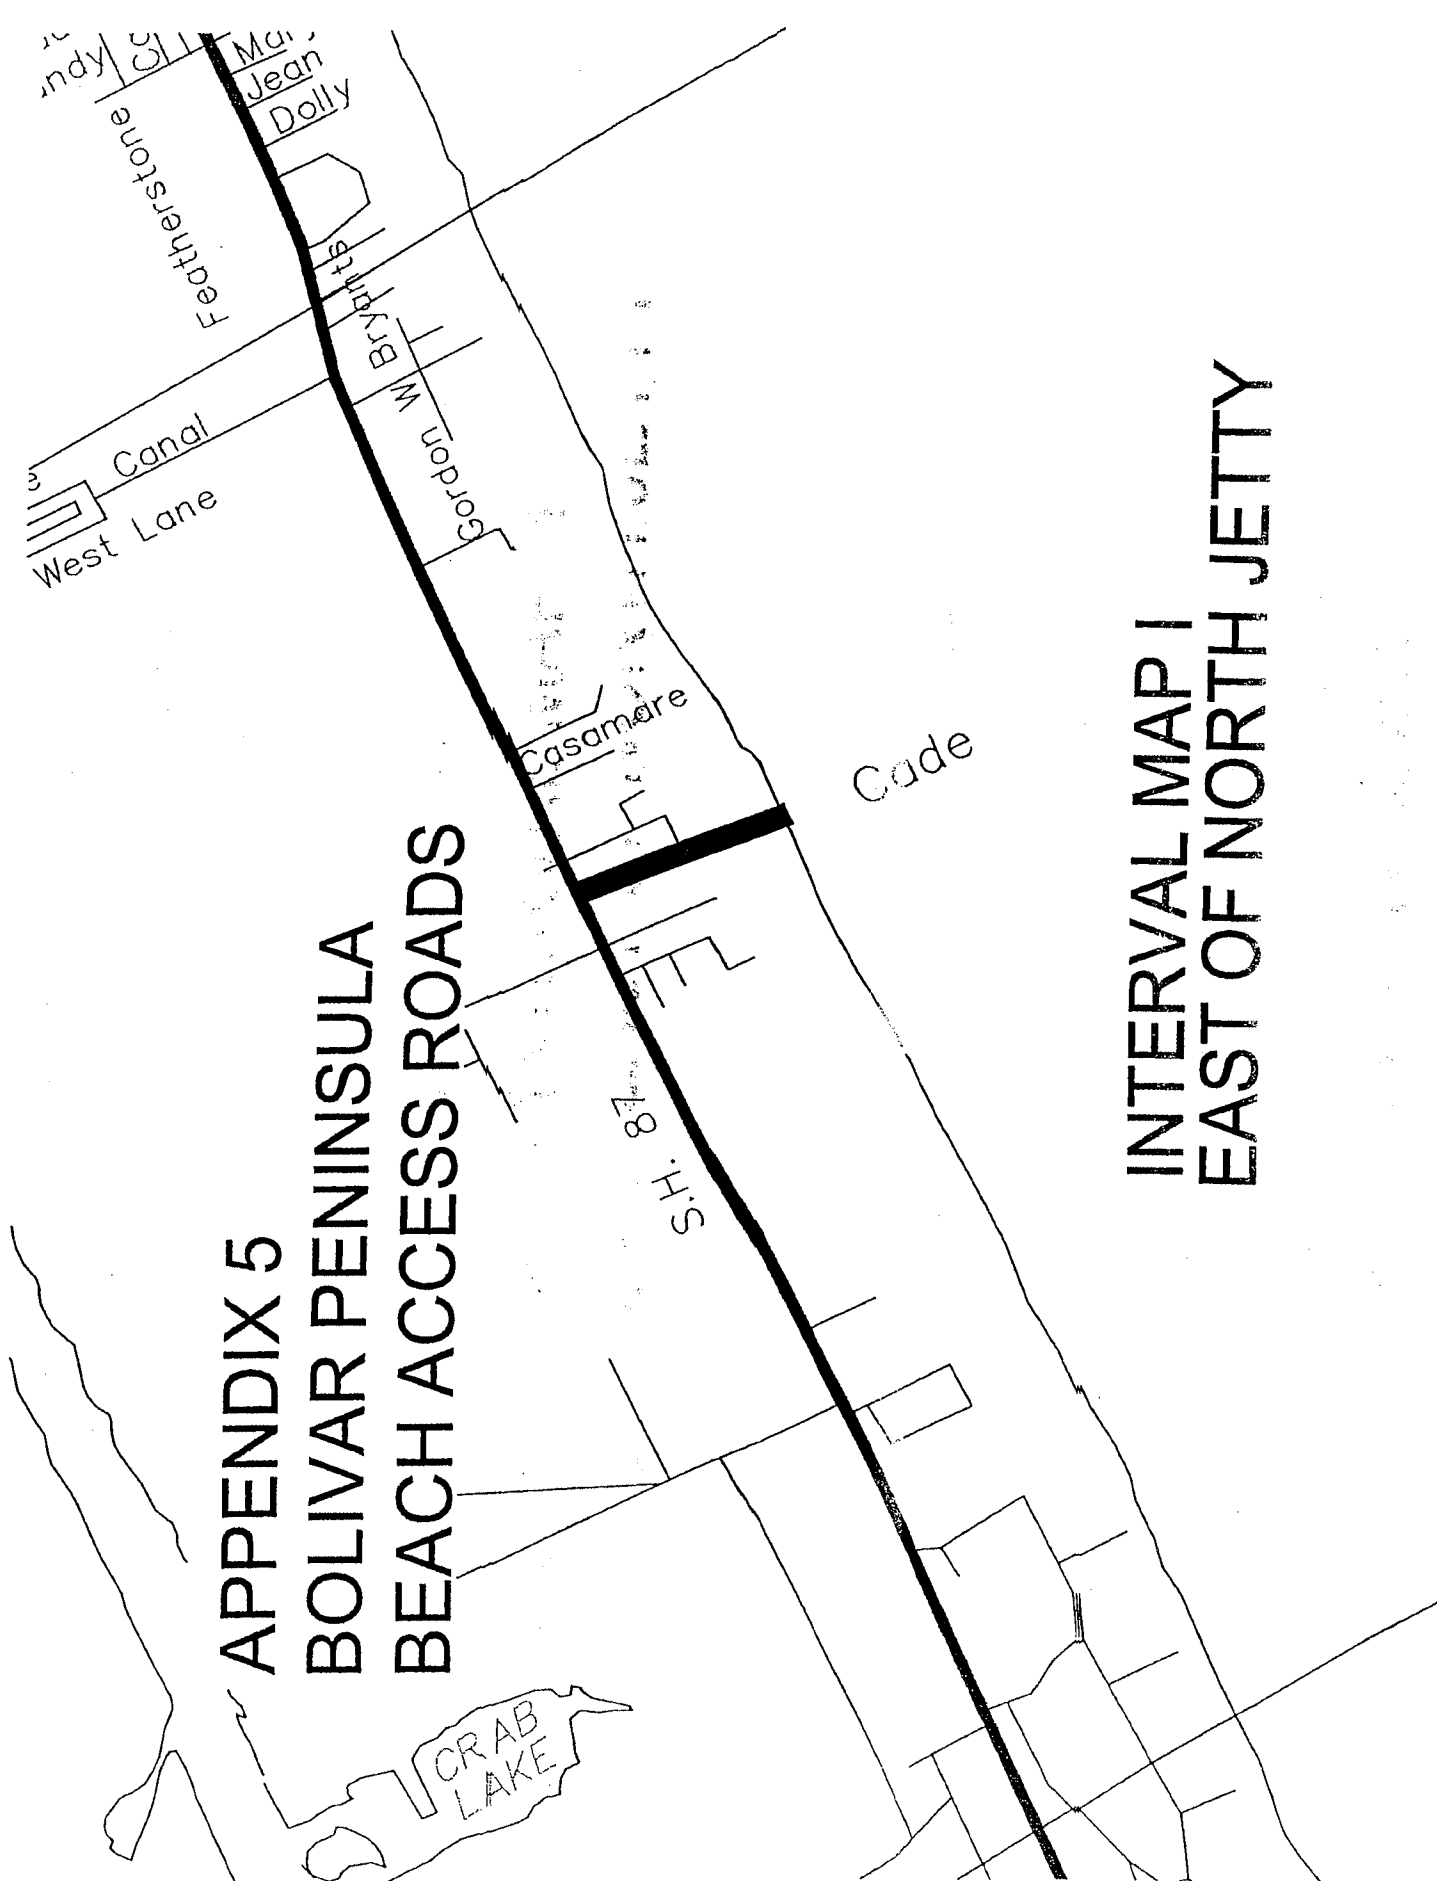 APPENDIX 5
BOLIVAR PENINSULA
BEACH ACCESS ROADS
CRAB
LAKE
West Lane
Canal
Featherstone
Jean
Dolly
Bryants
Gordon W
Casamare
Cade
S.H. 87
INTERVAL MAP I
EAST OF NORTH JETTY